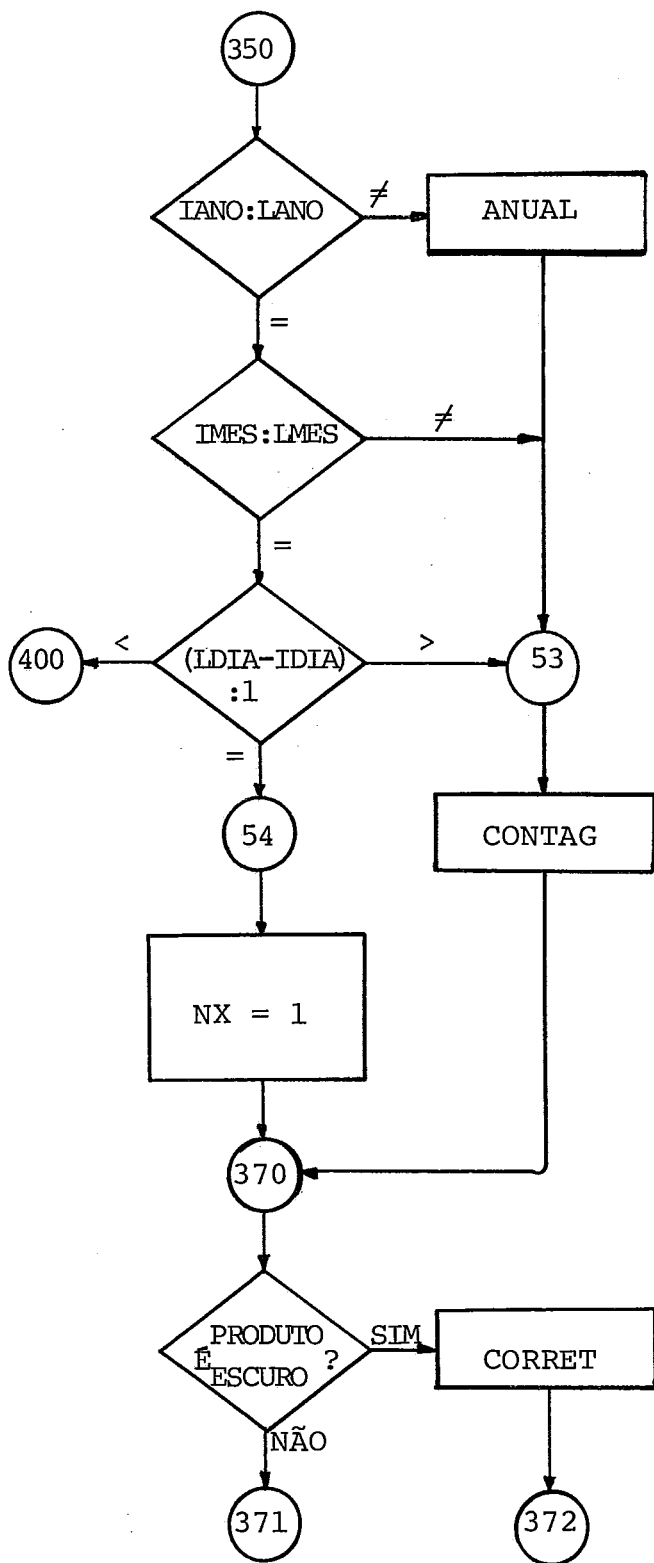 350
IANO:LANO
≠
ANUAL
=
IMES:LMES
≠
=
400
<
(LDIA-IDIA)
:1
>
53
=
54
CONTAG
NX = 1
370
PRODUTO
É ESCURO ?
SIM
CORRET
NÃO
371
372